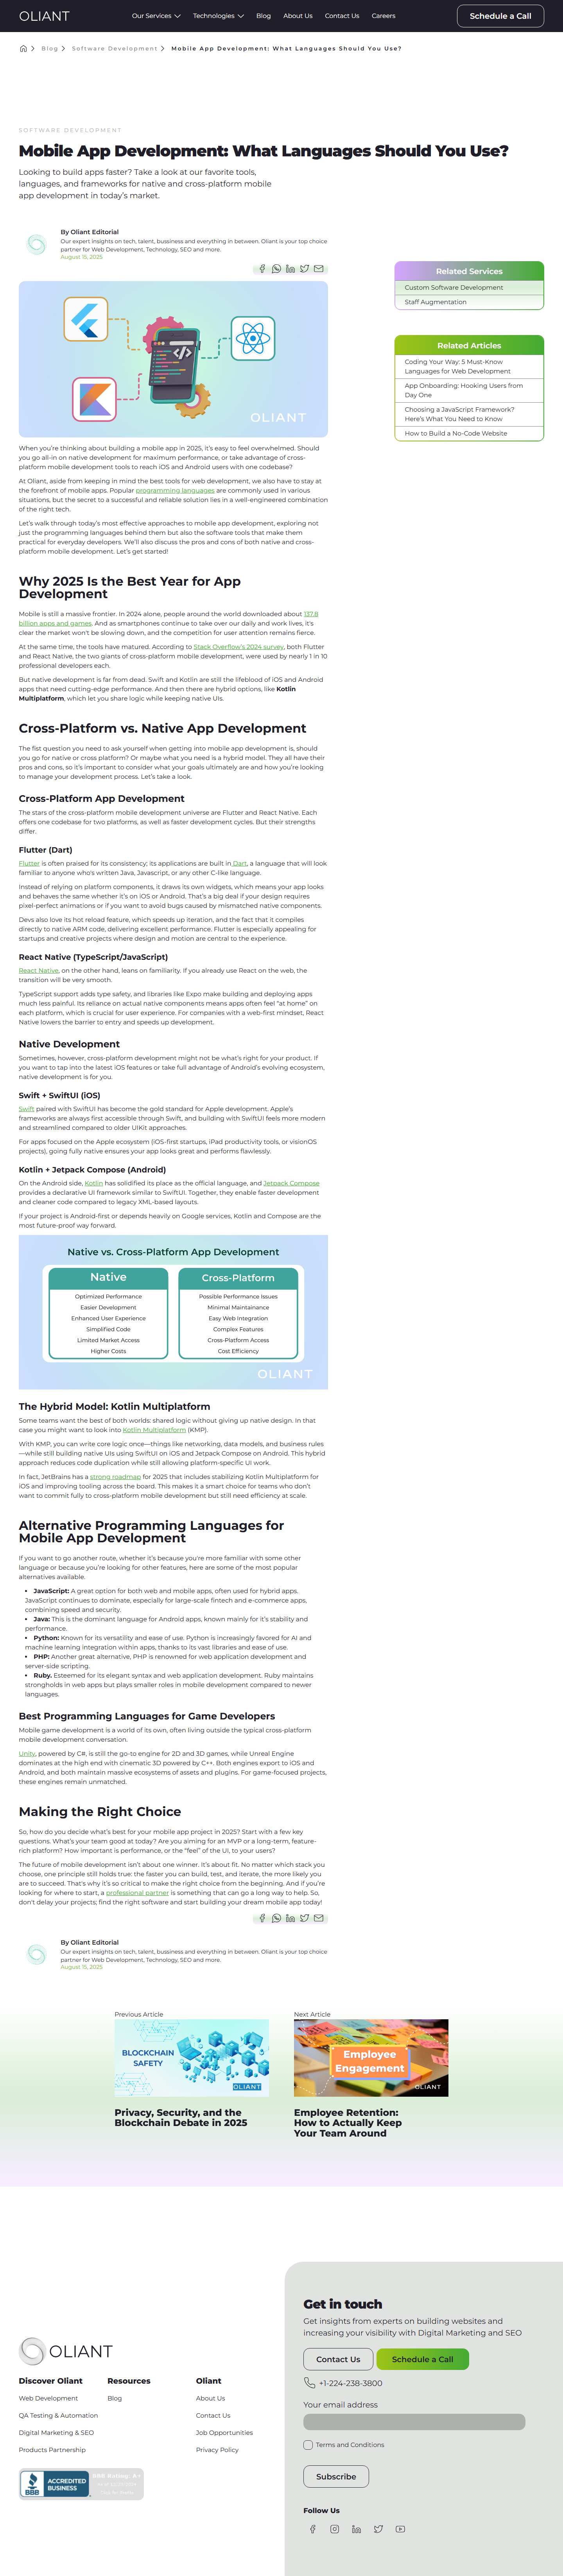 OLIANT
Our Services
Technologies
Blog
About Us
Contact Us
Careers
Schedule a Call
Blog
Software Development
Mobile App Development: What Languages Should You Use?
SOFTWARE DEVELOPMENT
Mobile App Development: What Languages Should You Use?
Looking to build apps faster? Take a look at our favorite tools,
languages, and frameworks for native and cross-platform mobile
app development in today's market.
By Oliant Editorial
Our expert insights on tech, talent, bussiness and everything in between. Oliant is your top choice
partner for Web Development, Technology, SEO and more.
August 15, 2025
Related Services
Custom Software Development
Staff Augmentation
Related Articles
Coding Your Way: 5 Must-Know
Languages for Web Development
App Onboarding: Hooking Users from
Day One
Choosing a JavaScript Framework?
Here's What You Need to Know
How to Build a No-Code Website
OLIANT
When you're thinking about building a mobile app in 2025, it's easy to feel overwhelmed. Should
you go all-in on native development for maximum performance, or take advantage of cross-
platform mobile development tools to reach iOS and Android users with one codebase?
At Oliant, aside from keeping in mind the best tools for web development, we also have to stay at
the forefront of mobile apps. Popular programming languages are commonly used in various
situations, but the secret to a successful and reliable solution lies in a well-engineered combination
of the right tech.
Let's walk through today's most effective approaches to mobile app development, exploring not
just the programming languages behind them but also the software tools that make them
practical for everyday developers. We'll also discuss the pros and cons of both native and cross-
platform mobile development. Let's get started!
Why 2025 Is the Best Year for App
Development
Mobile is still a massive frontier. In 2024 alone, people around the world downloaded about 137.8
billion apps and games. And as smartphones continue to take over our daily and work lives, it's
clear the market won't be slowing down, and the competition for user attention remains fierce.
At the same time, the tools have matured. According to Stack Overflow's 2024 survey, both Flutter
and React Native, the two giants of cross-platform mobile development, were used by nearly 1 in 10
professional developers each.
But native development is far from dead. Swift and Kotlin are still the lifeblood of iOS and Android
apps that need cutting-edge performance. And then there are hybrid options, like Kotlin
Multiplatform, which let you share logic while keeping native UIs.
Cross-Platform vs. Native App Development
The fist question you need to ask yourself when getting into mobile app development is, should
you go for native or cross platform? Or maybe what you need is a hybrid model. They all have their
pros and cons, so it's important to consider what your goals ultimately are and how you're looking
to manage your development process. Let's take a look.
Cross-Platform App Development
The stars of the cross-platform mobile development universe are Flutter and React Native. Each
offers one codebase for two platforms, as well as faster development cycles. But their strengths
differ.
Flutter (Dart)
Flutter is often praised for its consistency; its applications are built in Dart, a language that will look
familiar to anyone who's written Java, Javascript, or any other C-like language.
Instead of relying on platform components, it draws its own widgets, which means your app looks
and behaves the same whether it's on iOS or Android. That's a big deal if your design requires
pixel-perfect animations or if you want to avoid bugs caused by mismatched native components.
Devs also love its hot reload feature, which speeds up iteration, and the fact that it compiles
directly to native ARM code, delivering excellent performance. Flutter is especially appealing for
startups and creative projects where design and motion are central to the experience.
React Native (TypeScript/JavaScript)
React Native, on the other hand, leans on familiarity. If you already use React on the web, the
transition will be very smooth.
TypeScript support adds type safety, and libraries like Expo make building and deploying apps
much less painful. Its reliance on actual native components means apps often feel "at home" on
each platform, which is crucial for user experience. For companies with a web-first mindset, React
Native lowers the barrier to entry and speeds up development.
Native Development
Sometimes, however, cross-platform development might not be what's right for your product. If
you want to tap into the latest iOS features or take full advantage of Android's evolving ecosystem,
native development is for you.
Swift + SwiftUI (iOS)
Swift paired with SwiftUI has become the gold standard for Apple development. Apple's
frameworks are always first accessible through Swift, and building with SwiftUI feels more modern
and streamlined compared to older UIKit approaches.
For apps focused on the Apple ecosystem (iOS-first startups, iPad productivity tools, or visionOS
projects), going fully native ensures your app looks great and performs flawlessly.
Kotlin + Jetpack Compose (Android)
On the Android side, Kotlin has solidified its place as the official language, and Jetpack Compose
provides a declarative UI framework similar to SwiftUI. Together, they enable faster development
and cleaner code compared to legacy XML-based layouts.
If your project is Android-first or depends heavily on Google services, Kotlin and Compose are the
most future-proof way forward.
Native vs. Cross-Platform App Development
Native
Optimized Performance
Easier Development
Enhanced User Experience
Simplified Code
Limited Market Access
Higher Costs
Cross-Platform
Possible Performance Issues
Minimal Maintainance
Easy Web Integration
Complex Features
Cross-Platform Access
Cost Efficiency
OLIANT
The Hybrid Model: Kotlin Multiplatform
Some teams want the best of both worlds: shared logic without giving up native design. In that
case you might want to look into Kotlin Multiplatform (KMP).
With KMP, you can write core logic once—things like networking, data models, and business rules
—while still building native UIs using SwiftUI on iOS and Jetpack Compose on Android. This hybrid
approach reduces code duplication while still allowing platform-specific UI work.
In fact, JetBrains has a strong roadmap for 2025 that includes stabilizing Kotlin Multiplatform for
iOS and improving tooling across the board. This makes it a smart choice for teams who don't
want to commit fully to cross-platform mobile development but still need efficiency at scale.
Alternative Programming Languages for
Mobile App Development
If you want to go another route, whether it's because you're more familiar with some other
language or because you're looking for other features, here are some of the most popular
alternatives available.
• JavaScript: A great option for both web and mobile apps, often used for hybrid apps.
JavaScript continues to dominate, especially for large-scale fintech and e-commerce apps,
combining speed and security.
• Java: This is the dominant language for Android apps, known mainly for it's stability and
performance.
• Python: Known for its versatility and ease of use. Python is increasingly favored for AI and
machine learning integration within apps, thanks to its vast libraries and ease of use.
• PHP: Another great alternative, PHP is renowned for web application development and
server-side scripting.
• Ruby. Esteemed for its elegant syntax and web application development. Ruby maintains
strongholds in web apps but plays smaller roles in mobile development compared to newer
languages.
Best Programming Languages for Game Developers
Mobile game development is a world of its own, often living outside the typical cross-platform
mobile development conversation.
Unity, powered by C#, is still the go-to engine for 2D and 3D games, while Unreal Engine
dominates at the high end with cinematic 3D powered by C++. Both engines export to iOS and
Android, and both maintain massive ecosystems of assets and plugins. For game-focused projects,
these engines remain unmatched.
Making the Right Choice
So, how do you decide what's best for your mobile app project in 2025? Start with a few key
questions. What's your team good at today? Are you aiming for an MVP or a long-term, feature-
rich platform? How important is performance, or the "feel" of the UI, to your users?
The future of mobile development isn't about one winner. It's about fit. No matter which stack you
choose, one principle still holds true: the faster you can build, test, and iterate, the more likely you
are to succeed. That's why it's so critical to make the right choice from the beginning. And if you're
looking for where to start, a professional partner is something that can go a long way to help. So,
don't delay your projects; find the right software and start building your dream mobile app today!
By Oliant Editorial
Our expert insights on tech, talent, bussiness and everything in between. Oliant is your top choice
partner for Web Development, Technology, SEO and more.
August 15, 2025
Previous Article
BLOCKCHAIN
SAFETY
OLIANT
Privacy, Security, and the
Blockchain Debate in 2025
Next Article
Employee
Engagement
OLIANT
Employee Retention:
How to Actually Keep
Your Team Around
OLIANT
Discover Oliant
Web Development
QA Testing & Automation
Digital Marketing & SEO
Products Partnership
Resources
Blog
Oliant
About Us
Contact Us
Job Opportunities
Privacy Policy
BBB
ACCREDITED
BUSINESS
BBB Rating: A+
Get in touch
Get insights from experts on building websites and
increasing your visibility with Digital Marketing and SEO
Contact Us
Schedule a Call
+1-224-238-3800
Your email address
Terms and Conditions
Subscribe
Follow Us